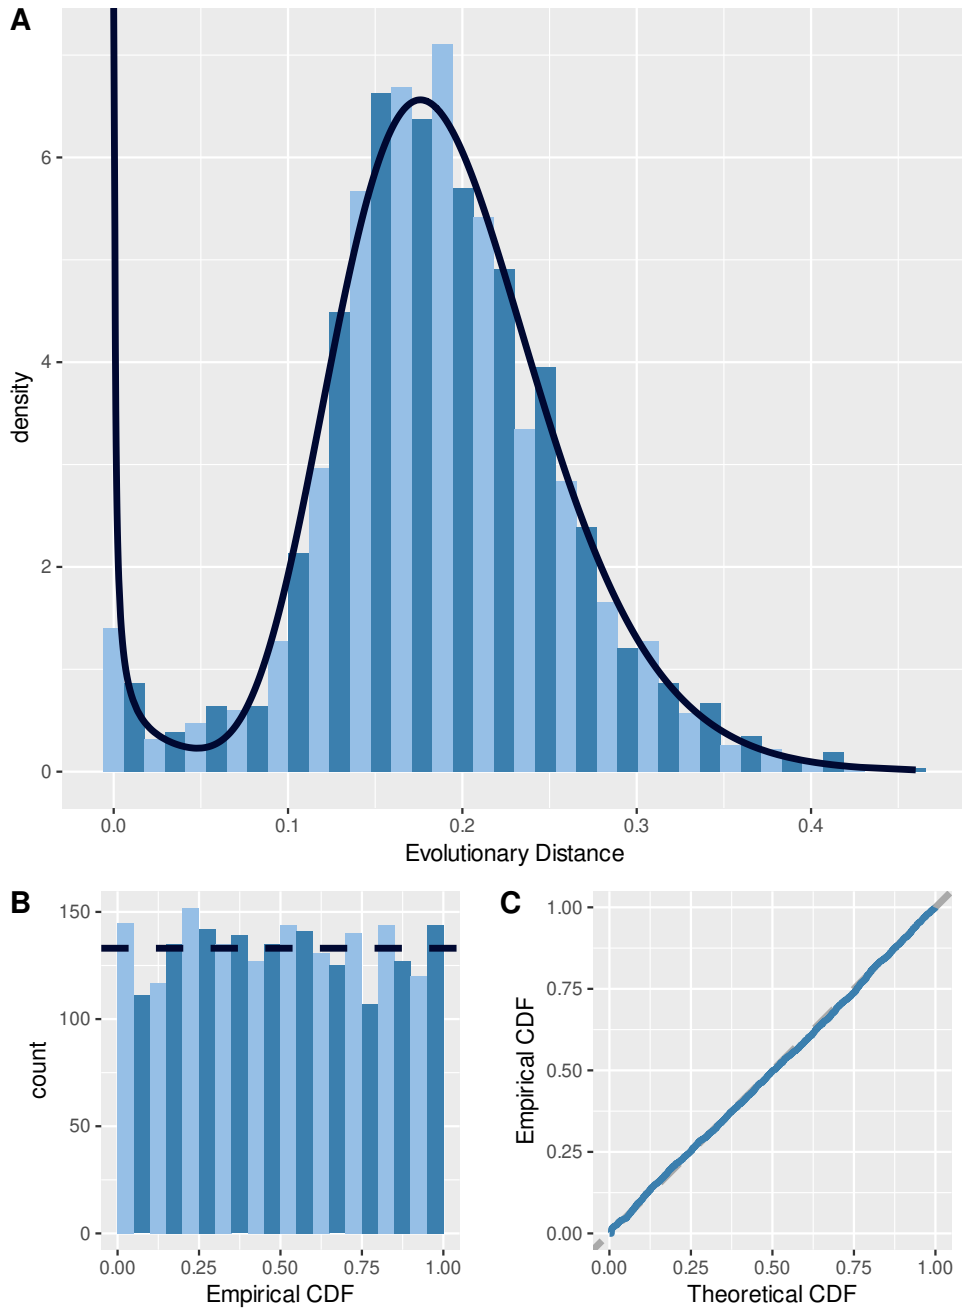 A
density
6
4
2
0
0.0 0.1 0.2 0.3 0.4
Evolutionary Distance
B
count
150
100
50
0
0.00 0.25 0.50 0.75 1.00
Empirical CDF
C
Empirical CDF
1.00
0.75
0.50
0.25
0.00
0.00 0.25 0.50 0.75 1.00
Theoretical CDF